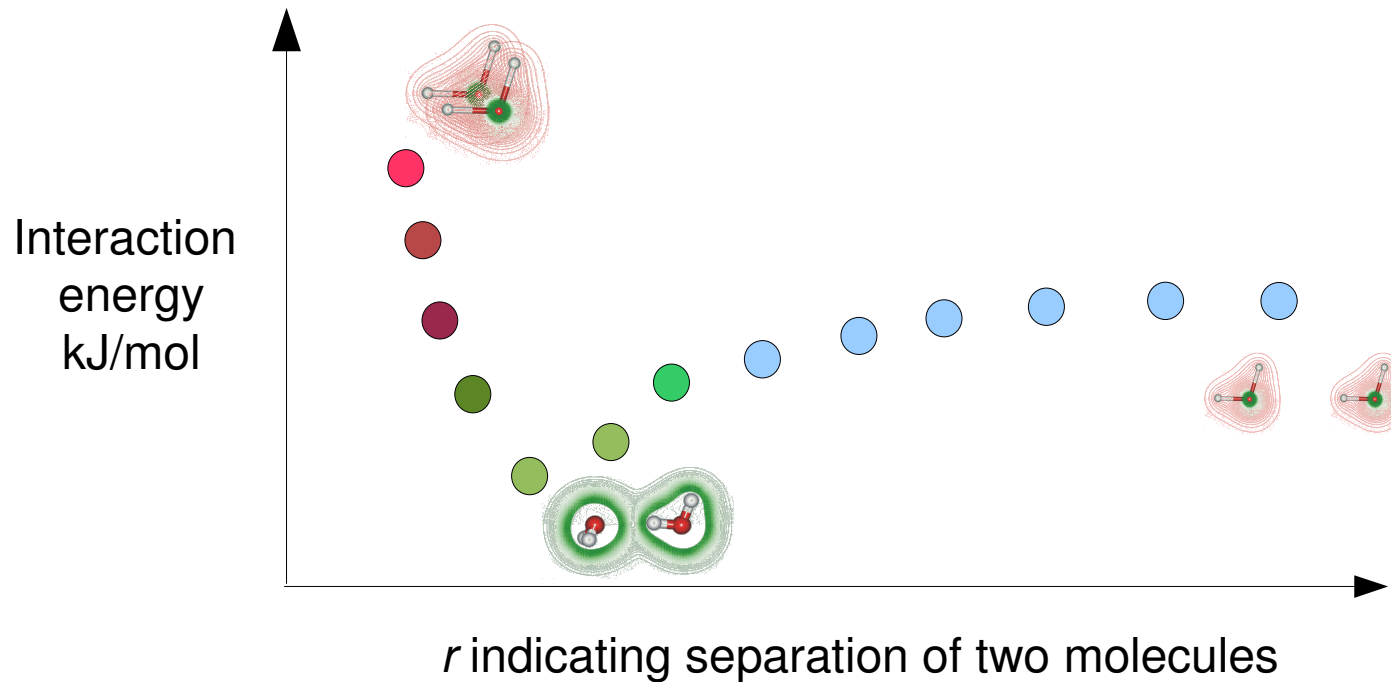 Interaction
energy
kJ/mol
r indicating separation of two molecules